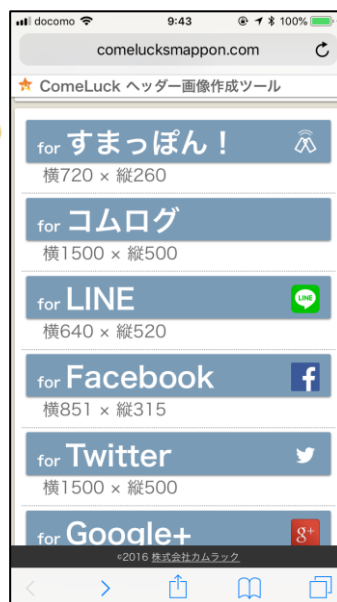 docomo 9:43 100%
comelucksmappon.com
ComeLuck ヘッダー画像作成ツール
for すまっぽん！
横720 × 縦260
for コムログ
横1500 × 縦500
for LINE LINE
横640 × 縦520
for Facebook f
横851 × 縦315
for Twitter
横1500 × 縦500
for Google+ g+
©2016 株式会社カムラック